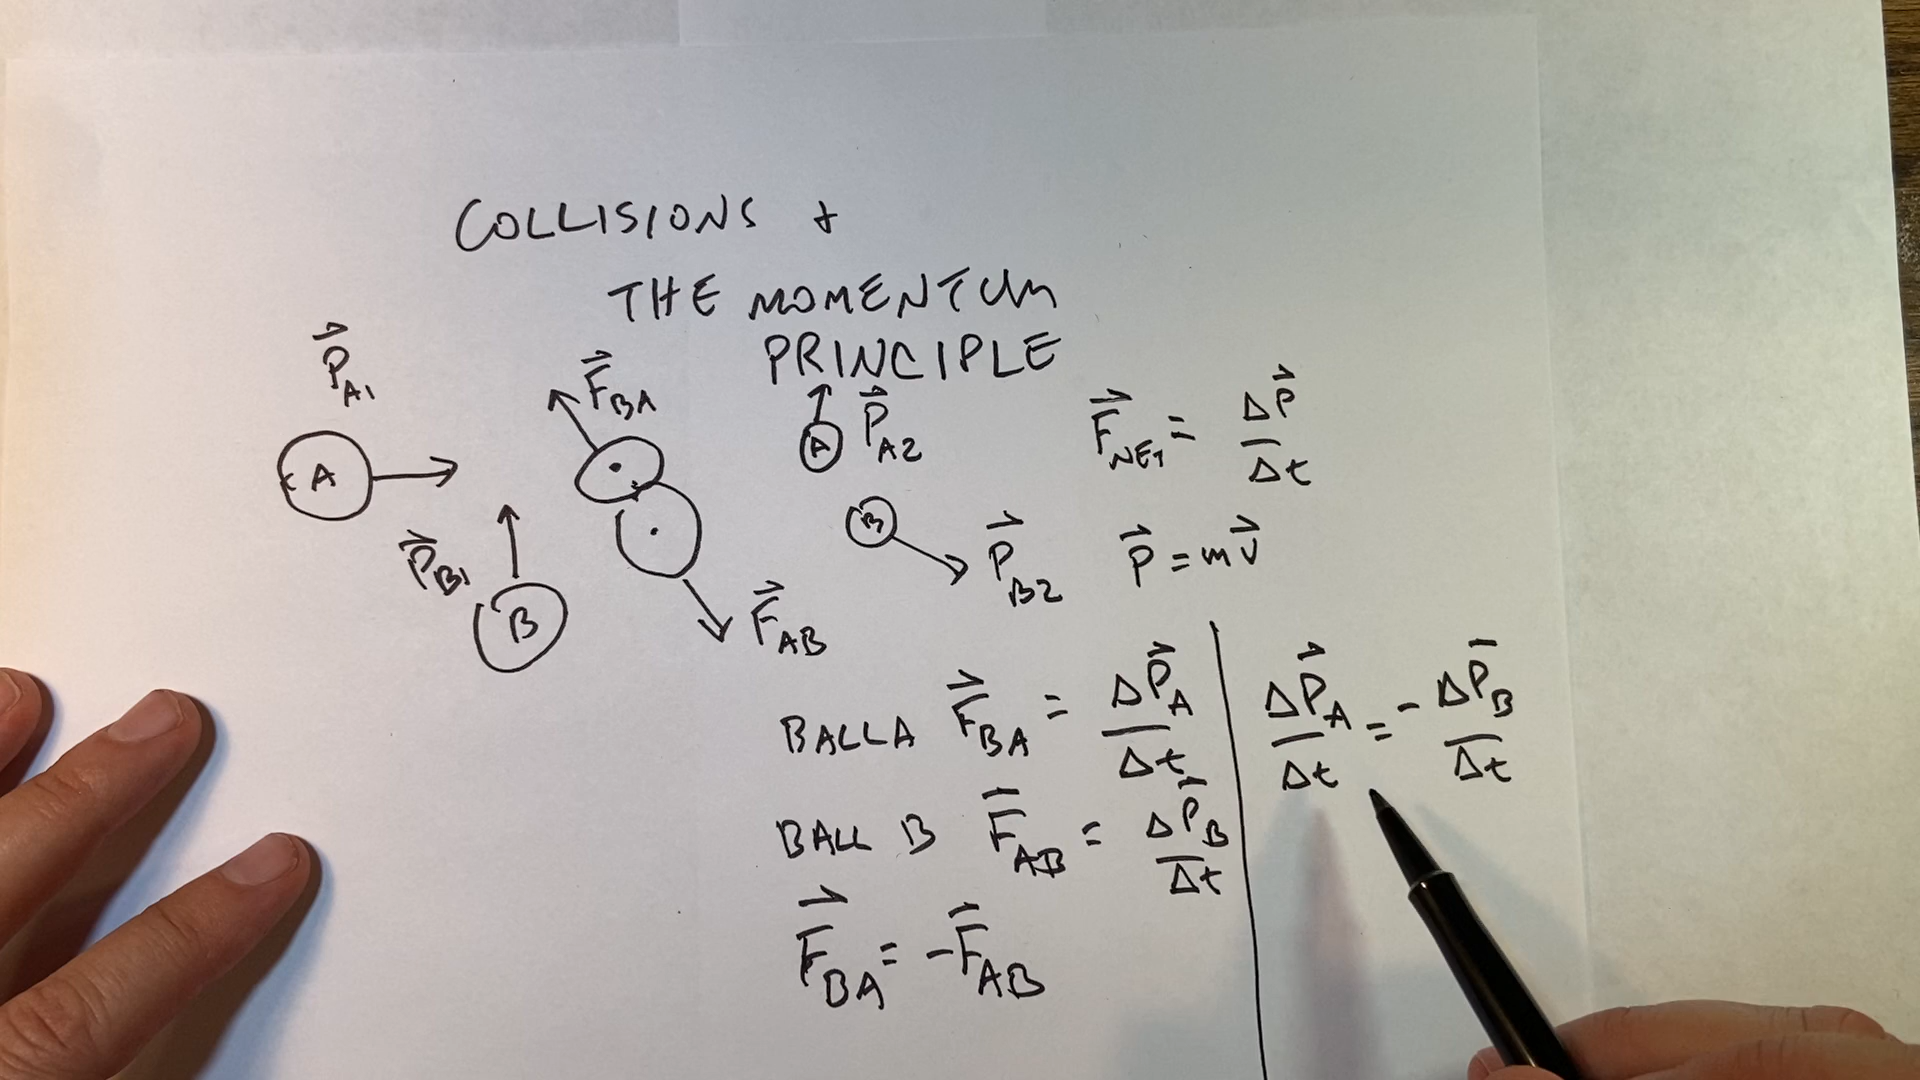 COLLISIONS +
THE MOMENTUM
PRINCIPLE
P⃗A1
A
P⃗B1
B
F⃗BA
F⃗AB
A P⃗A2
B P⃗B2
F⃗NET = ΔP⃗/Δt
P⃗ = mv⃗
BALL A F⃗BA = ΔP⃗A/Δt
BALL B F̄AB = ΔP̄B/Δt
F⃗BA = -F⃗AB
ΔP⃗A/Δt = -ΔP̄B/Δt